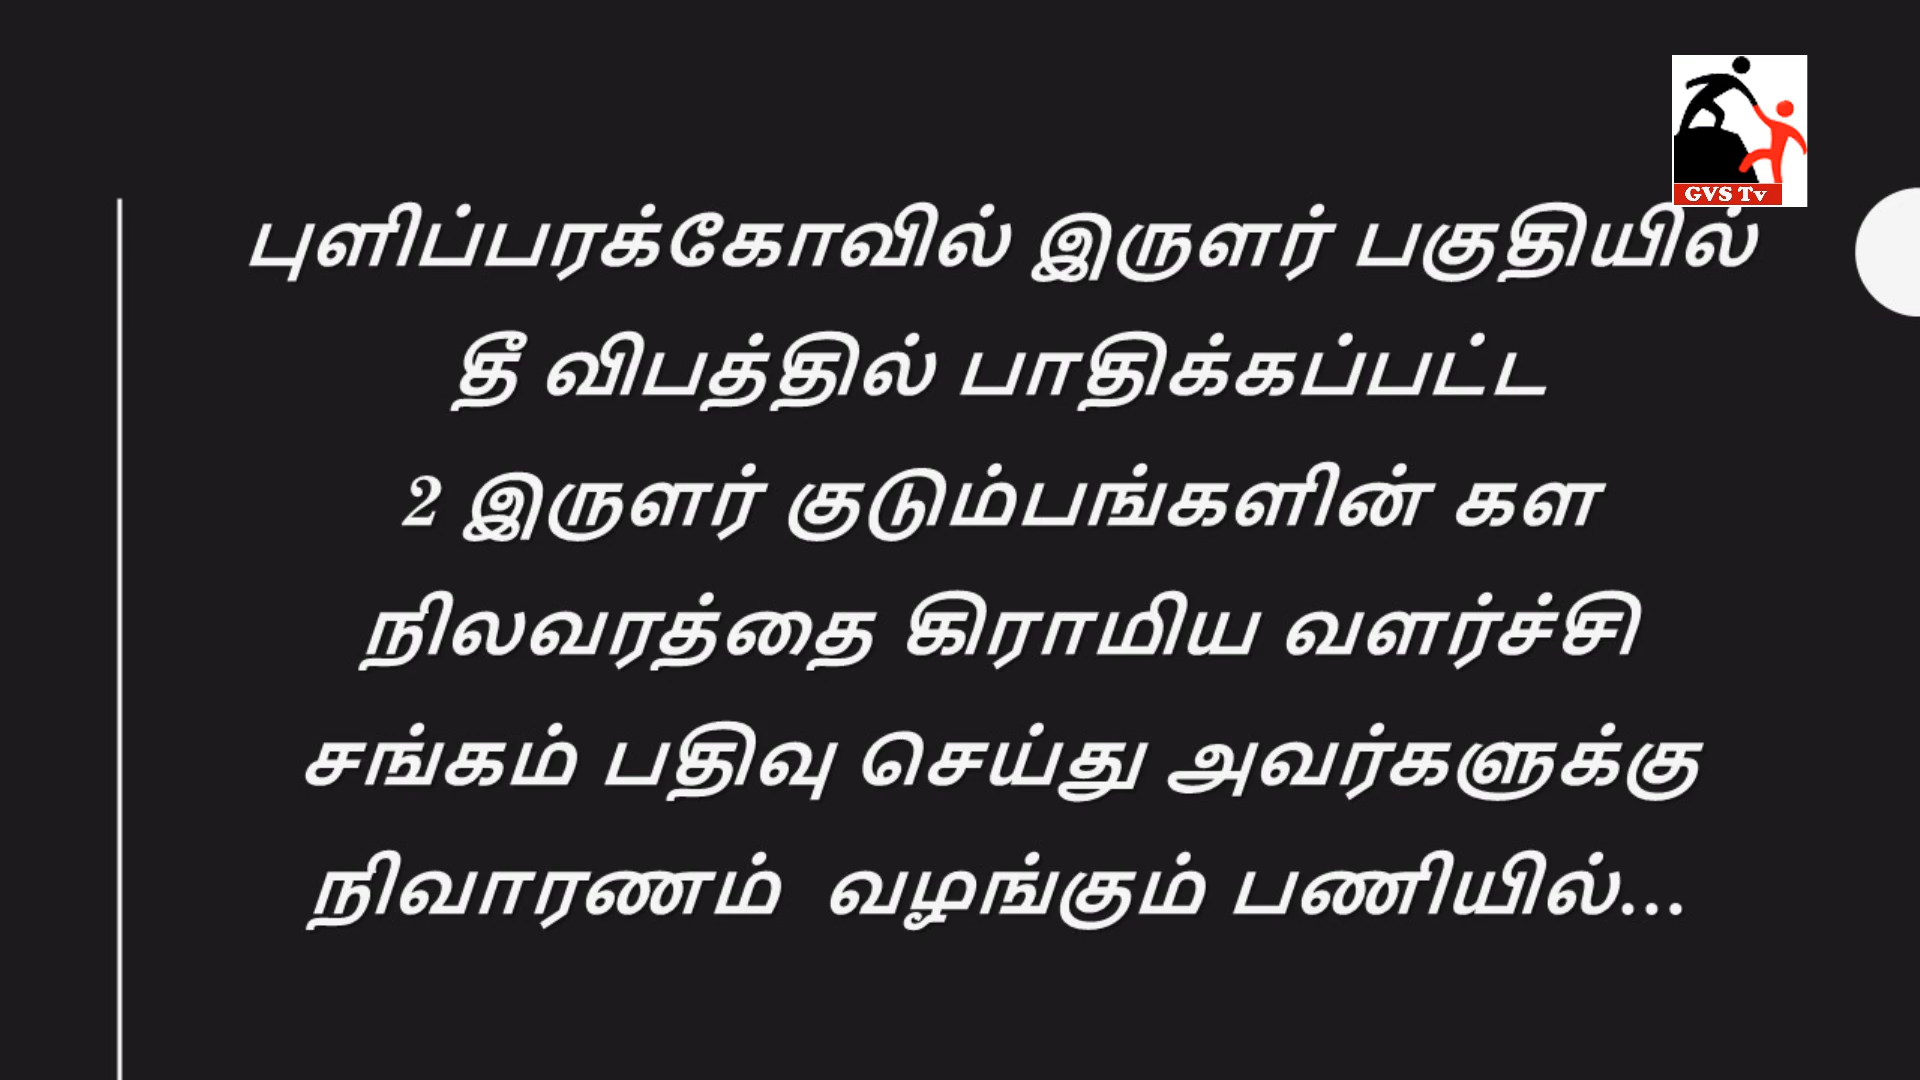 GVS Tv
புளிப்பரக்கோவில் இருளர் பகுதியில்
தீ விபத்தில் பாதிக்கப்பட்ட
2 இருளர் குடும்பங்களின் கள
நிலவரத்தை கிராமிய வளர்ச்சி
சங்கம் பதிவு செய்து அவர்களுக்கு
நிவாரணம் வழங்கும் பணியில்...